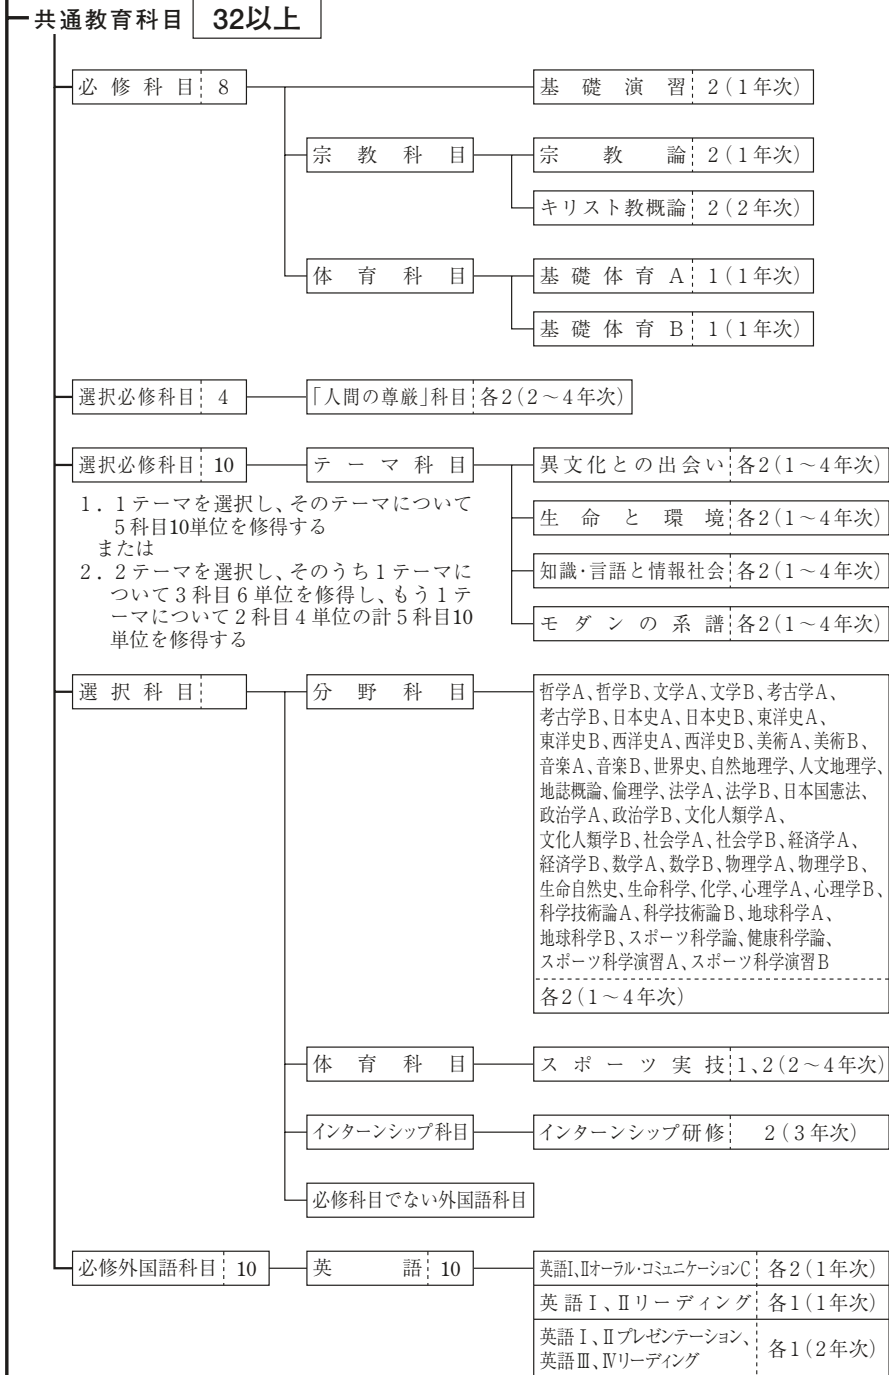 共通教育科目 32以上
必修科目 8
基礎演習 2(1年次)
宗教科目
宗教論 2(1年次)
キリスト教概論 2(2年次)
体育科目
基礎体育A 1(1年次)
基礎体育B 1(1年次)
選択必修科目 4
「人間の尊厳」科目 各2(2～4年次)
選択必修科目 10
テーマ科目
異文化との出会い 各2(1～4年次)
生命と環境 各2(1～4年次)
知識・言語と情報社会 各2(1～4年次)
モダンの系譜 各2(1～4年次)
1．1テーマを選択し、そのテーマについて
5科目10単位を修得する
または
2．2テーマを選択し、そのうち1テーマに
ついて3科目6単位を修得し、もう1テ
ーマについて2科目4単位の計5科目10
単位を修得する
選択科目
分野科目
哲学A、哲学B、文学A、文学B、考古学A、
考古学B、日本史A、日本史B、東洋史A、
東洋史B、西洋史A、西洋史B、美術A、美術B、
音楽A、音楽B、世界史、自然地理学、人文地理学、
地誌概論、倫理学、法学A、法学B、日本国憲法、
政治学A、政治学B、文化人類学A、
文化人類学B、社会学A、社会学B、経済学A、
経済学B、数学A、数学B、物理学A、物理学B、
生命自然史、生命科学、化学、心理学A、心理学B、
科学技術論A、科学技術論B、地球科学A、
地球科学B、スポーツ科学論、健康科学論、
スポーツ科学演習A、スポーツ科学演習B
各2(1～4年次)
体育科目
スポーツ実技 1、2(2～4年次)
インターンシップ科目
インターンシップ研修 2(3年次)
必修科目でない外国語科目
必修外国語科目 10
英語 10
英語Ⅰ、Ⅱオーラル・コミュニケーションC 各2(1年次)
英語Ⅰ、Ⅱリーディング 各1(1年次)
英語Ⅰ、Ⅱプレゼンテーション、
英語Ⅲ、Ⅳリーディング 各1(2年次)